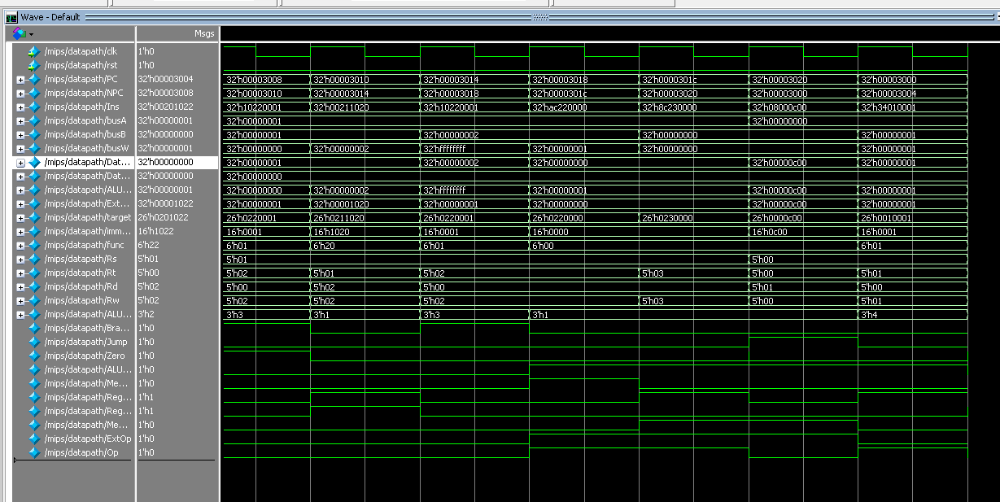 Wave - Default
Msgs
/mips/datapath/clk 1'h0
/mips/datapath/rst 1'h0
/mips/datapath/PC 32'h00003004 32'h00003008 32'h00003010 32'h00003014 32'h00003018 32'h0000301c 32'h00003020 32'h00003000
/mips/datapath/NPC 32'h00003008 32'h00003010 32'h00003014 32'h00003018 32'h0000301c 32'h00003020 32'h00003000 32'h00003004
/mips/datapath/Ins 32'h00201022 32'h10220001 32'h00211020 32'h10220001 32'hac220000 32'h8c230000 32'h08000c00 32'h34010001
/mips/datapath/busA 32'h00000001 32'h00000001 32'h00000000
/mips/datapath/busB 32'h00000000 32'h00000001 32'h00000002 32'h00000000 32'h00000001
/mips/datapath/busW 32'h00000001 32'h00000000 32'h00000002 32'hffffffff 32'h00000001 32'h00000000 32'h00000001
/mips/datapath/Dat... 32'h00000000 32'h00000001 32'h00000002 32'h00000000 32'h00000c00 32'h00000001
/mips/datapath/Dat... 32'h00000000 32'h00000000
/mips/datapath/ALU... 32'h00000001 32'h00000000 32'h00000002 32'hffffffff 32'h00000001 32'h00000c00 32'h00000001
/mips/datapath/Ext... 32'h00001022 32'h00000001 32'h00001020 32'h00000001 32'h00000000 32'h00000c00 32'h00000001
/mips/datapath/target 26'h0201022 26'h0220001 26'h0211020 26'h0220001 26'h0220000 26'h0230000 26'h0000c00 26'h0010001
/mips/datapath/imm... 16'h1022 16'h0001 16'h1020 16'h0001 16'h0000 16'h0c00 16'h0001
/mips/datapath/func 6'h22 6'h01 6'h20 6'h01 6'h00 6'h01
/mips/datapath/Rs 5'h01 5'h01 5'h00
/mips/datapath/Rt 5'h00 5'h02 5'h01 5'h02 5'h03 5'h00 5'h01
/mips/datapath/Rd 5'h02 5'h00 5'h02 5'h00 5'h01 5'h00
/mips/datapath/Rw 5'h02 5'h02 5'h02 5'h02 5'h03 5'h00 5'h01
/mips/datapath/ALU... 3'h2 3'h3 3'h1 3'h3 3'h1 3'h4
/mips/datapath/Bra... 1'h0
/mips/datapath/Jump 1'h0
/mips/datapath/Zero 1'h0
/mips/datapath/ALU... 1'h0
/mips/datapath/Me... 1'h0
/mips/datapath/Reg... 1'h1
/mips/datapath/Reg... 1'h1
/mips/datapath/Me... 1'h0
/mips/datapath/ExtOp 1'h0
/mips/datapath/Op 1'h0